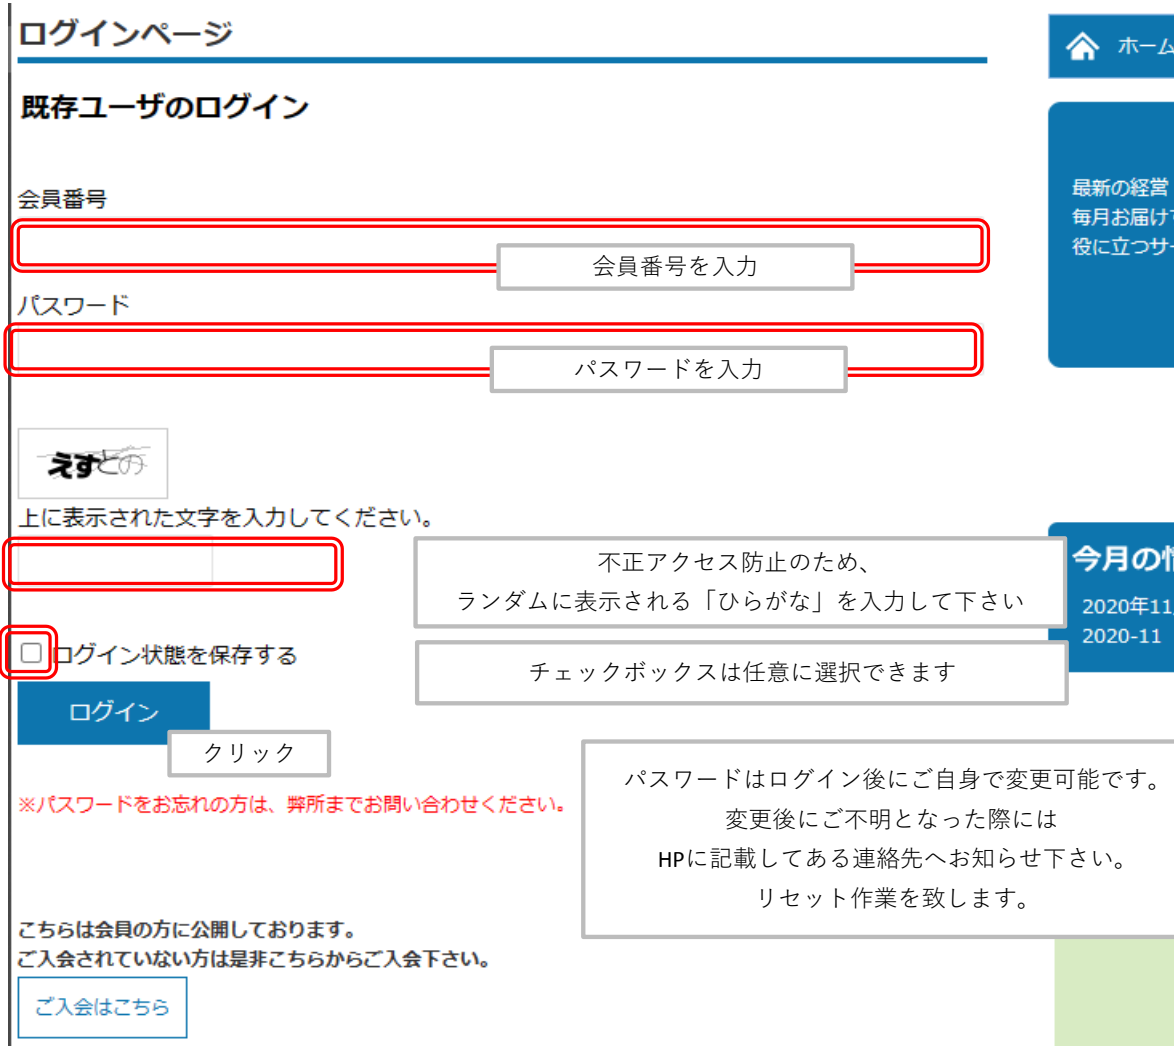 ログインページ
既存ユーザのログイン
会員番号
会員番号を入力
パスワード
パスワードを入力
えすとの
上に表示された文字を入力してください。
不正アクセス防止のため、
ランダムに表示される「ひらがな」を入力して下さい
ログイン状態を保存する
チェックボックスは任意に選択できます
ログイン
クリック
※パスワードをお忘れの方は、弊所までお問い合わせください。
パスワードはログイン後にご自身で変更可能です。
変更後にご不明となった際には
HPに記載してある連絡先へお知らせ下さい。
リセット作業を致します。
こちらは会員の方に公開しております。
ご入会されていない方は是非こちらからご入会下さい。
ご入会はこちら
ホーム
最新の経営
毎月お届け
役に立つサ
今月の
2020年11
2020-11